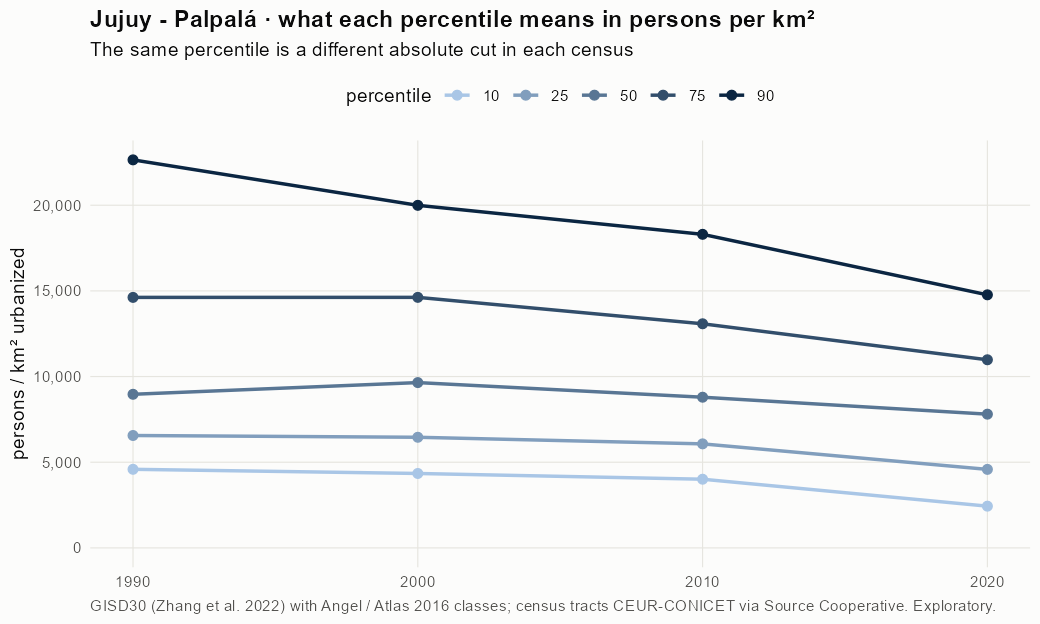 Jujuy - Palpalá · what each percentile means in persons per km²
The same percentile is a different absolute cut in each census
percentile 10 25 50 75 90
persons / km² urbanized
20,000
15,000
10,000
5,000
0
1990 2000 2010 2020
GISD30 (Zhang et al. 2022) with Angel / Atlas 2016 classes; census tracts CEUR-CONICET via Source Cooperative. Exploratory.